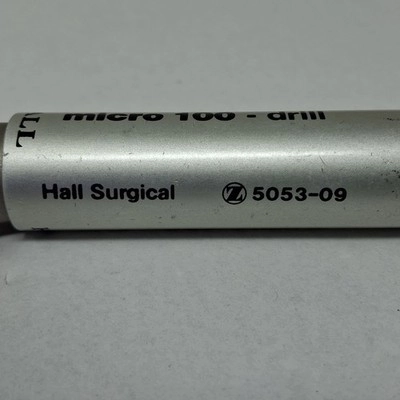 micro 100 - drill
Hall Surgical Ⓩ 5053-09